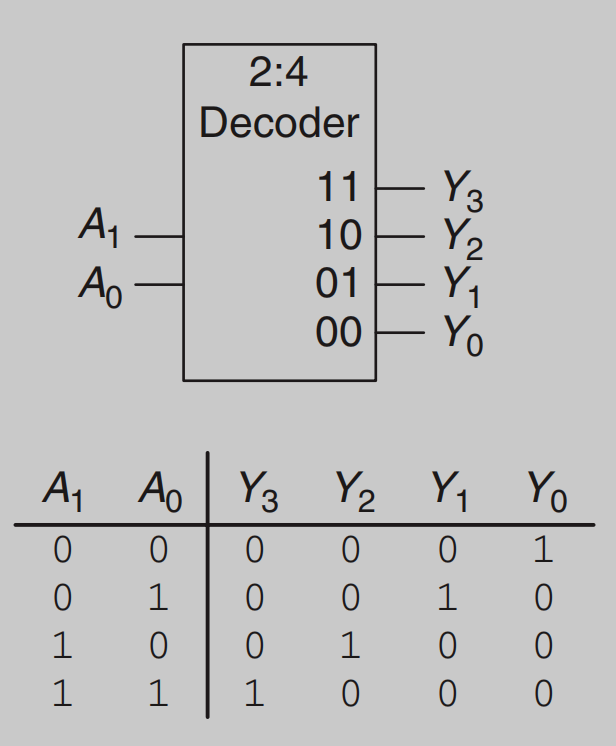 2:4
Decoder
11 Y3
A1 10 Y2
A0 01 Y1
00 Y0
A1 A0 Y3 Y2 Y1 Y0
0 0 0 0 0 1
0 1 0 0 1 0
1 0 0 1 0 0
1 1 1 0 0 0